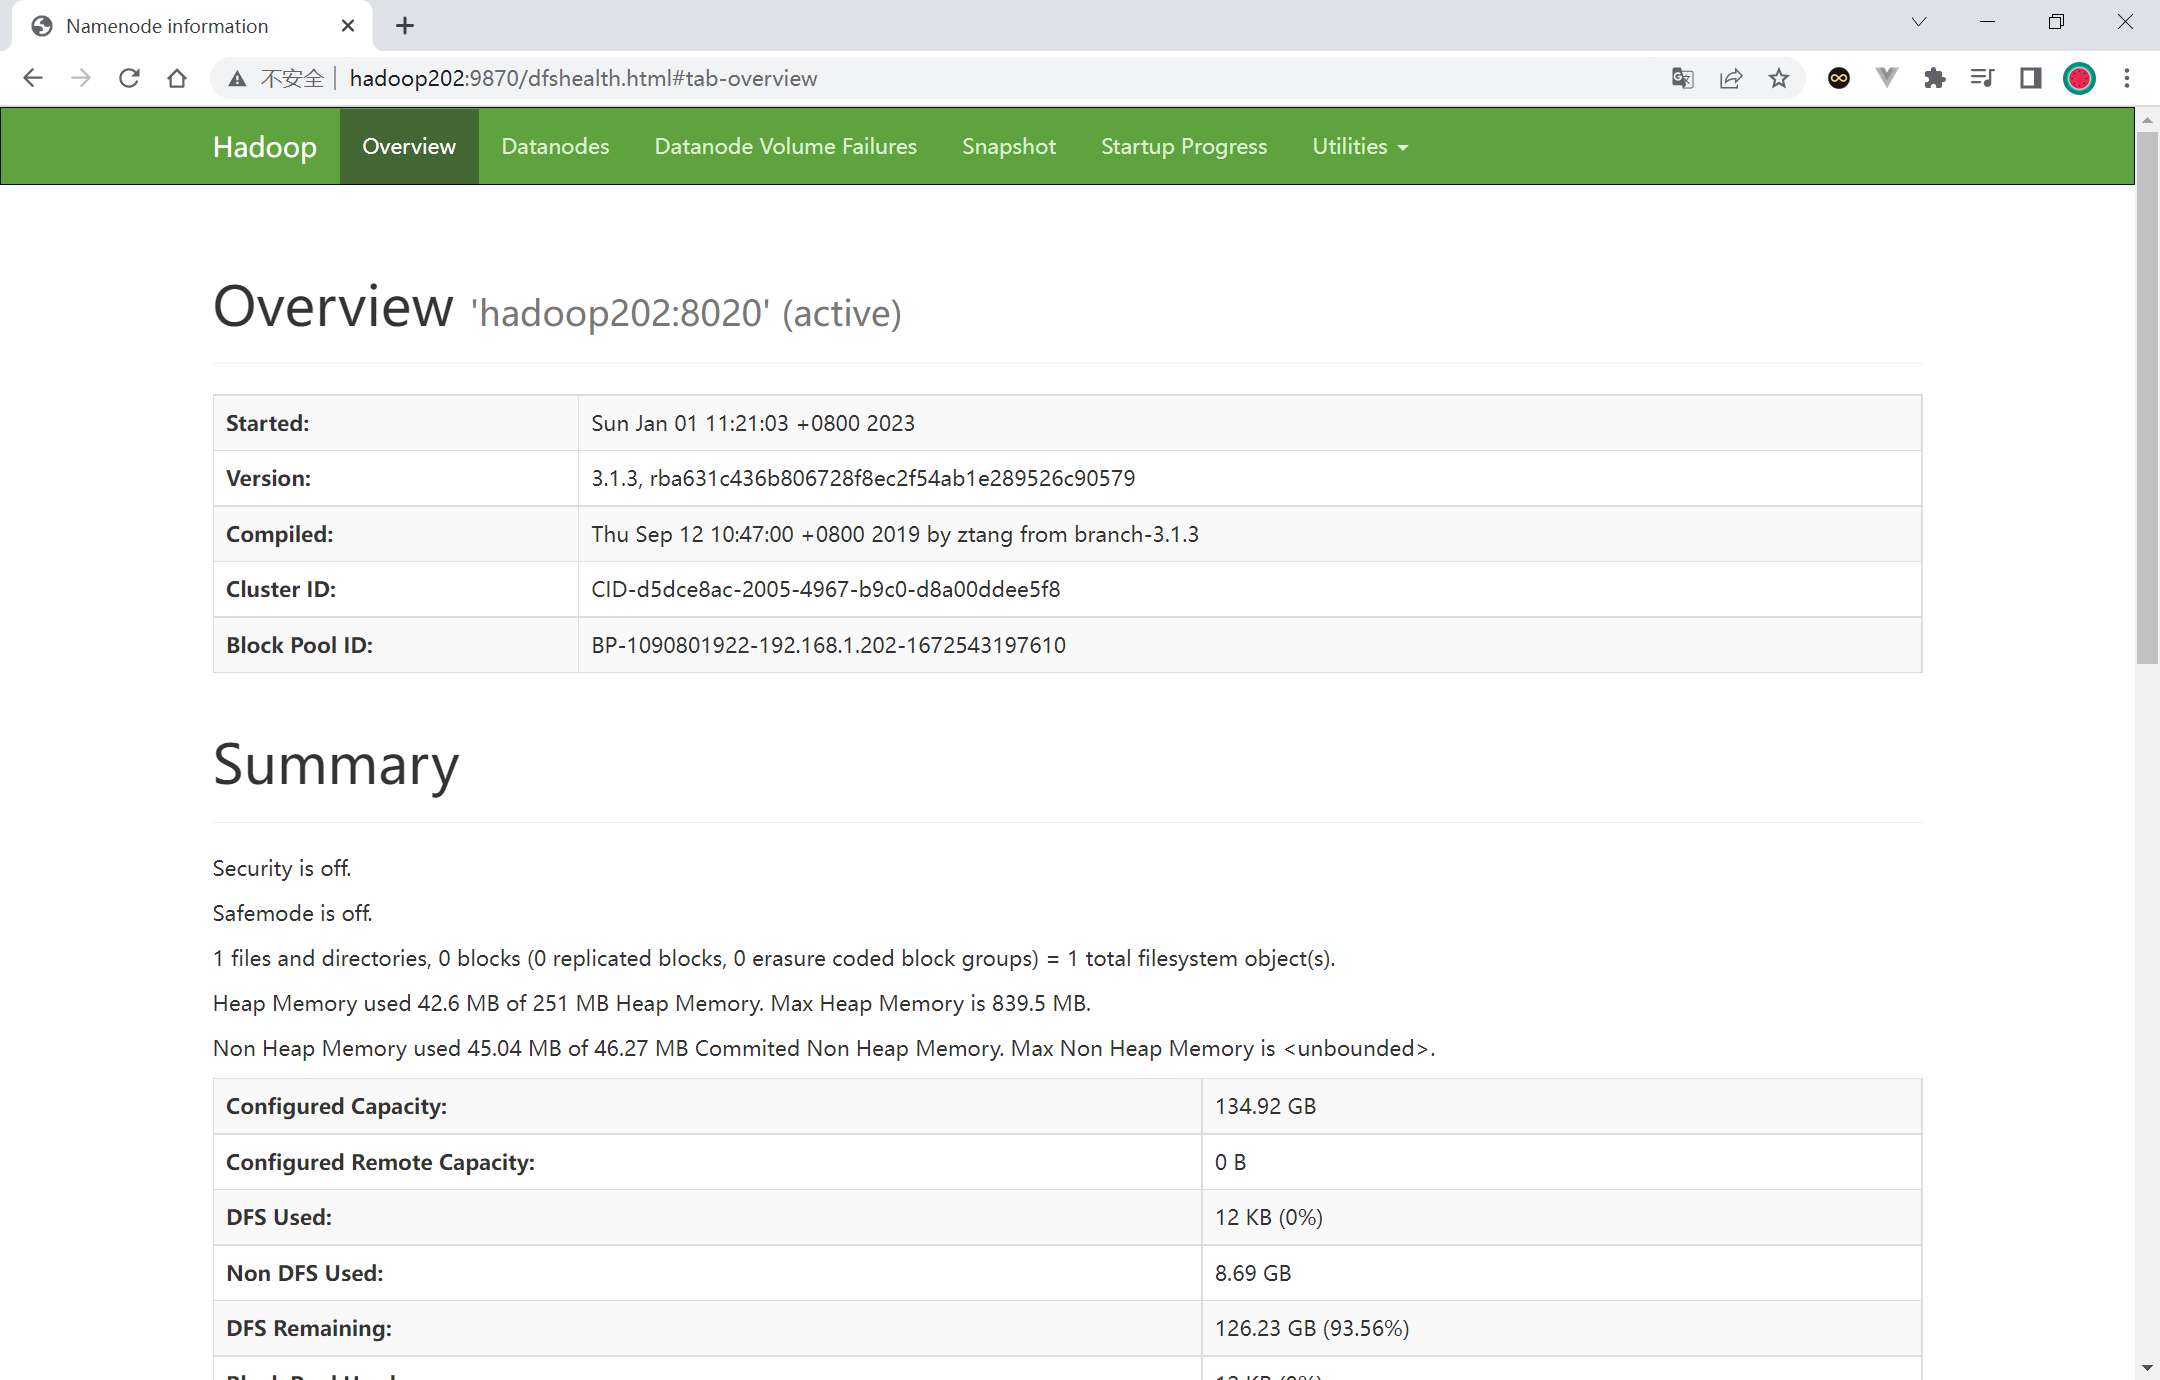 Namenode information
不安全 | hadoop202:9870/dfshealth.html#tab-overview
Hadoop Overview Datanodes Datanode Volume Failures Snapshot Startup Progress Utilities
Overview 'hadoop202:8020' (active)
Started: Sun Jan 01 11:21:03 +0800 2023
Version: 3.1.3, rba631c436b806728f8ec2f54ab1e289526c90579
Compiled: Thu Sep 12 10:47:00 +0800 2019 by ztang from branch-3.1.3
Cluster ID: CID-d5dce8ac-2005-4967-b9c0-d8a00ddee5f8
Block Pool ID: BP-1090801922-192.168.1.202-1672543197610
Summary
Security is off.
Safemode is off.
1 files and directories, 0 blocks (0 replicated blocks, 0 erasure coded block groups) = 1 total filesystem object(s).
Heap Memory used 42.6 MB of 251 MB Heap Memory. Max Heap Memory is 839.5 MB.
Non Heap Memory used 45.04 MB of 46.27 MB Commited Non Heap Memory. Max Non Heap Memory is <unbounded>.
Configured Capacity: 134.92 GB
Configured Remote Capacity: 0 B
DFS Used: 12 KB (0%)
Non DFS Used: 8.69 GB
DFS Remaining: 126.23 GB (93.56%)